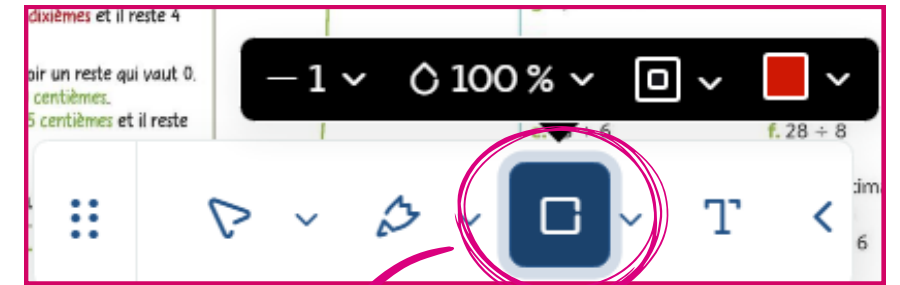 dixièmes et il reste 4
oir un reste qui vaut 0.
centièmes.
5 centièmes et il reste
1 100 %
6
f. 28 ÷ 8
T
6